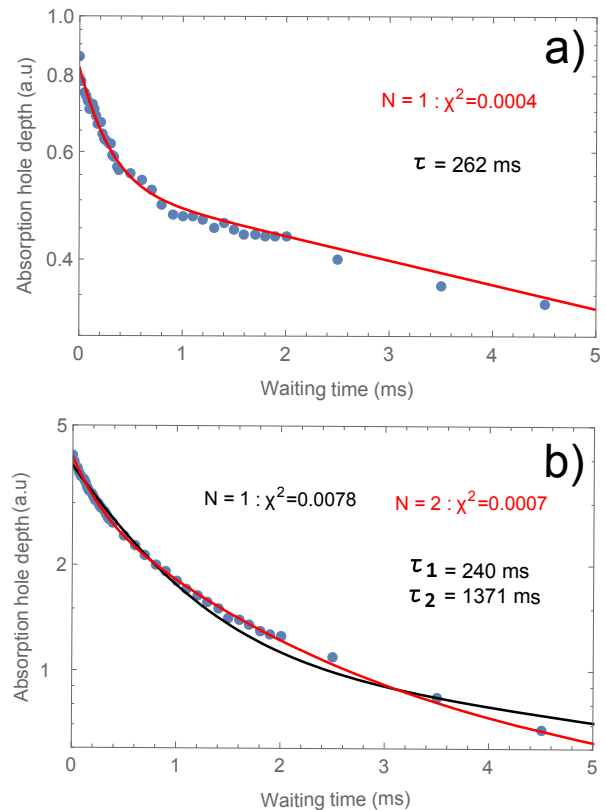 a)
1.0
0.8
0.6
0.4
Absorption hole depth (a.u)
N = 1 : χ²=0.0004
τ = 262 ms
0 1 2 3 4 5
Waiting time (ms)
b)
5
2
1
Absorption hole depth (a.u)
N = 1 : χ²=0.0078 N = 2 : χ²=0.0007
τ1 = 240 ms
τ2 = 1371 ms
0 1 2 3 4 5
Waiting time (ms)